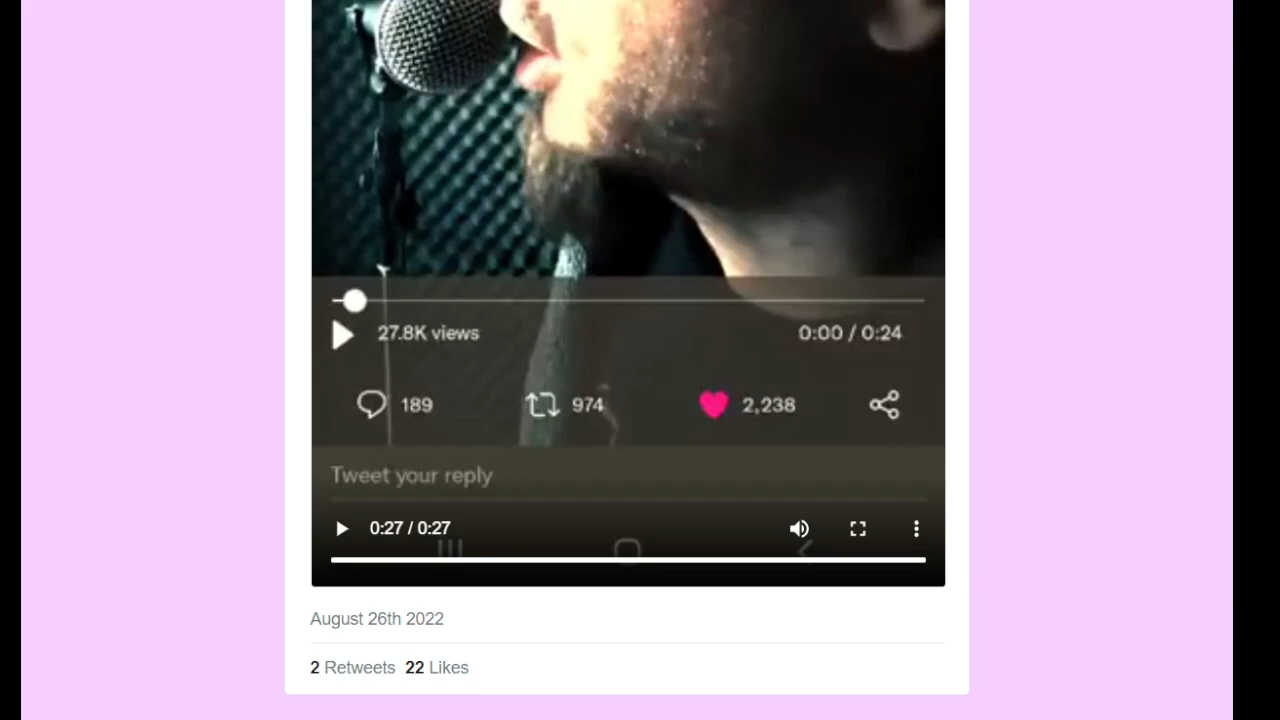 27.8K views 0:00 / 0:24
189 974 2,238
Tweet your reply
0:27 / 0:27
August 26th 2022
2 Retweets 22 Likes